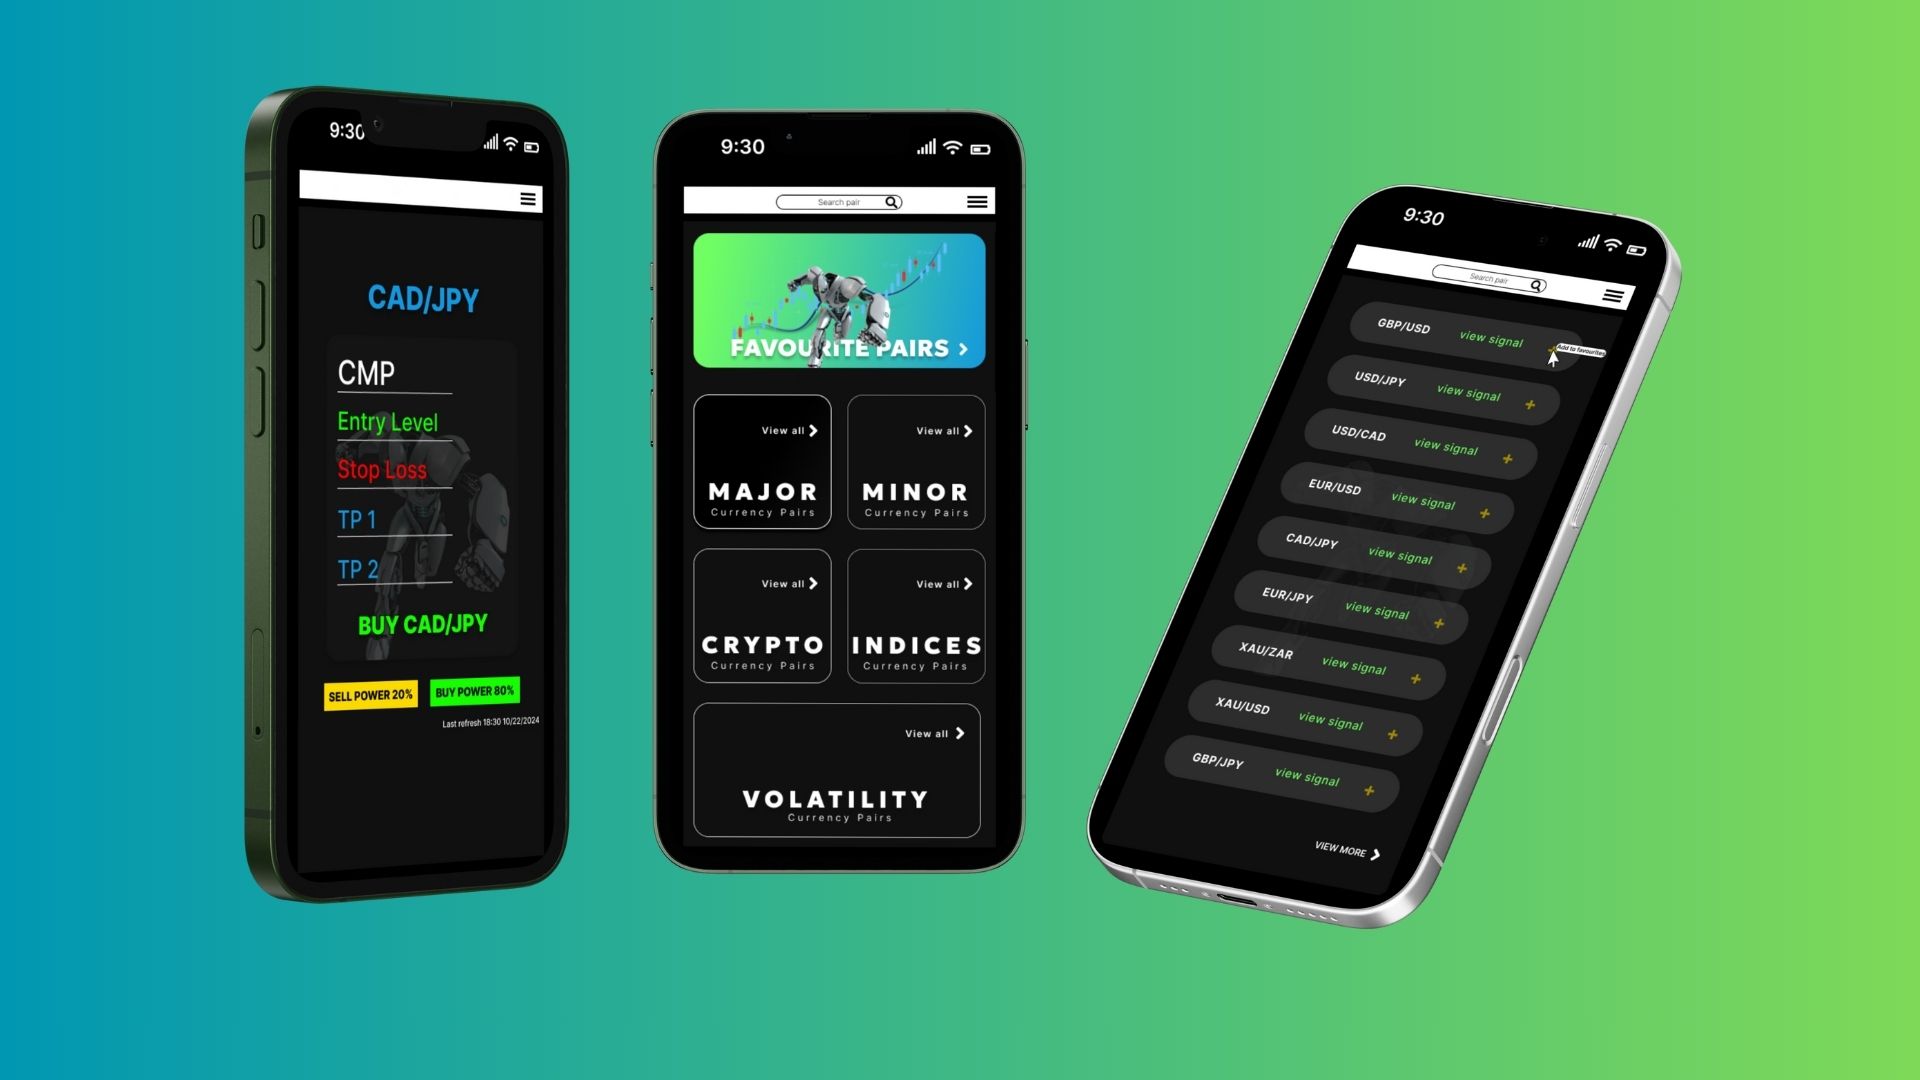 9:30
CAD/JPY
CMP
Entry Level
Stop Loss
TP 1
TP 2
BUY CAD/JPY
SELL POWER 20%
BUY POWER 80%
Last refresh 18:30 10/22/2024
9:30
Search pair
FAVOURITE PAIRS
View all
MAJOR
Currency Pairs
View all
MINOR
Currency Pairs
View all
CRYPTO
Currency Pairs
View all
INDICES
Currency Pairs
View all
VOLATILITY
Currency Pairs
9:30
Search pair
GBP/USD view signal +
Add to favourites
USD/JPY view signal +
USD/CAD view signal +
EUR/USD view signal +
CAD/JPY view signal +
EUR/JPY view signal +
XAU/ZAR view signal +
XAU/USD view signal +
GBP/JPY view signal +
VIEW MORE